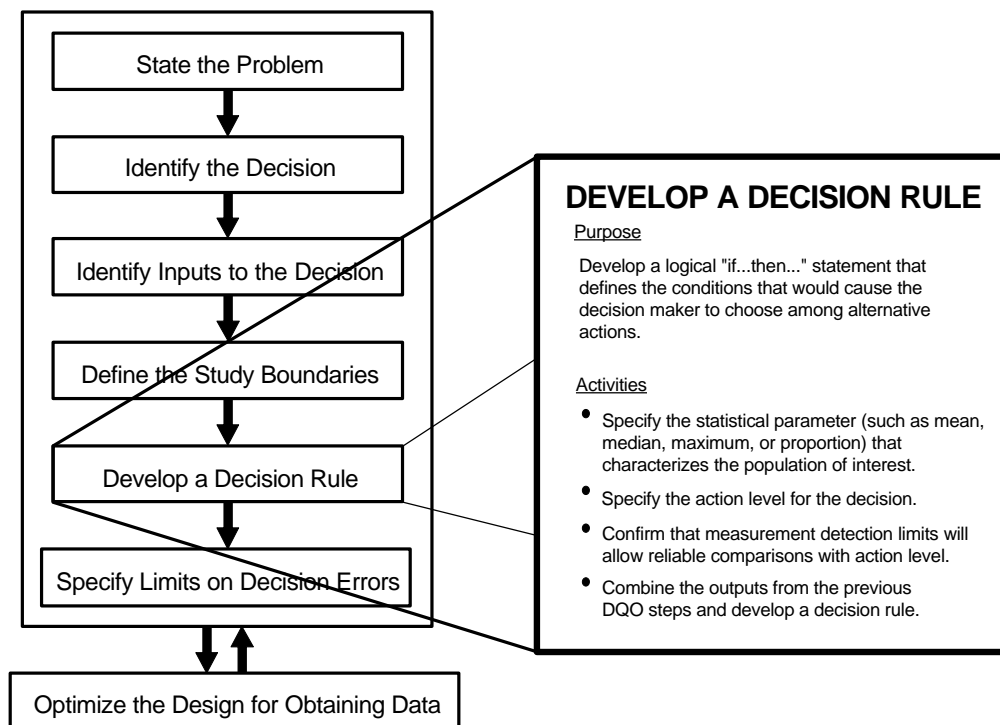 State the Problem
Identify the Decision
Identify Inputs to the Decision
Define the Study Boundaries
Develop a Decision Rule
Specify Limits on Decision Errors
Optimize the Design for Obtaining Data
DEVELOP A DECISION RULE
Purpose
Develop a logical "if...then..." statement that
defines the conditions that would cause the
decision maker to choose among alternative
actions.
Activities
• Specify the statistical parameter (such as mean,
median, maximum, or proportion) that
characterizes the population of interest.
• Specify the action level for the decision.
• Confirm that measurement detection limits will
allow reliable comparisons with action level.
• Combine the outputs from the previous
DQO steps and develop a decision rule.